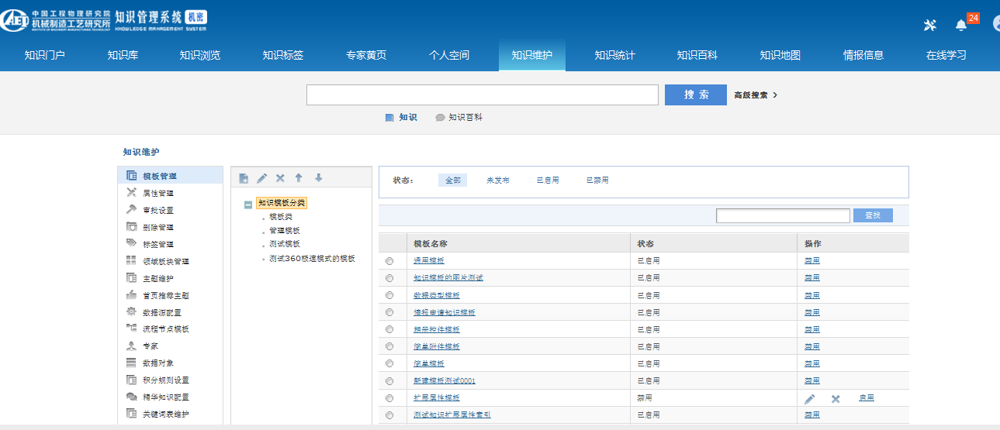 中国工程物理研究院
机械制造工艺研究所
知识管理系统 机密
KNOWLEDGE MANAGEMENT SYSTEM
24
知识门户 知识库 知识浏览 知识标签 专家黄页 个人空间 知识维护 知识统计 知识百科 知识地图 情报信息 在线学习
搜 索 高级搜索
知识 知识百科
知识维护
模板管理
属性管理
审批设置
删除管理
标签管理
领域板块管理
主题维护
首页推荐主题
数据源配置
流程节点模板
专家
数据对象
积分规则设置
精华知识配置
关键词表维护
知识模板分类
模板类
管理模板
测试模板
测试360极速模式的模板
状态： 全部 未发布 已启用 已禁用
查找
模板名称 状态 操作
通用模板 已启用 禁用
知识模板的图片测试 已启用 禁用
数据类型模板 已启用 禁用
情报申请知识模板 已启用 禁用
相册控件模板 已启用 禁用
简单附件模板 已启用 禁用
简单模板 已启用 禁用
新建模板测试0001 已启用 禁用
扩展属性模板 禁用 启用
测试知识扩展属性索引 已启用 禁用